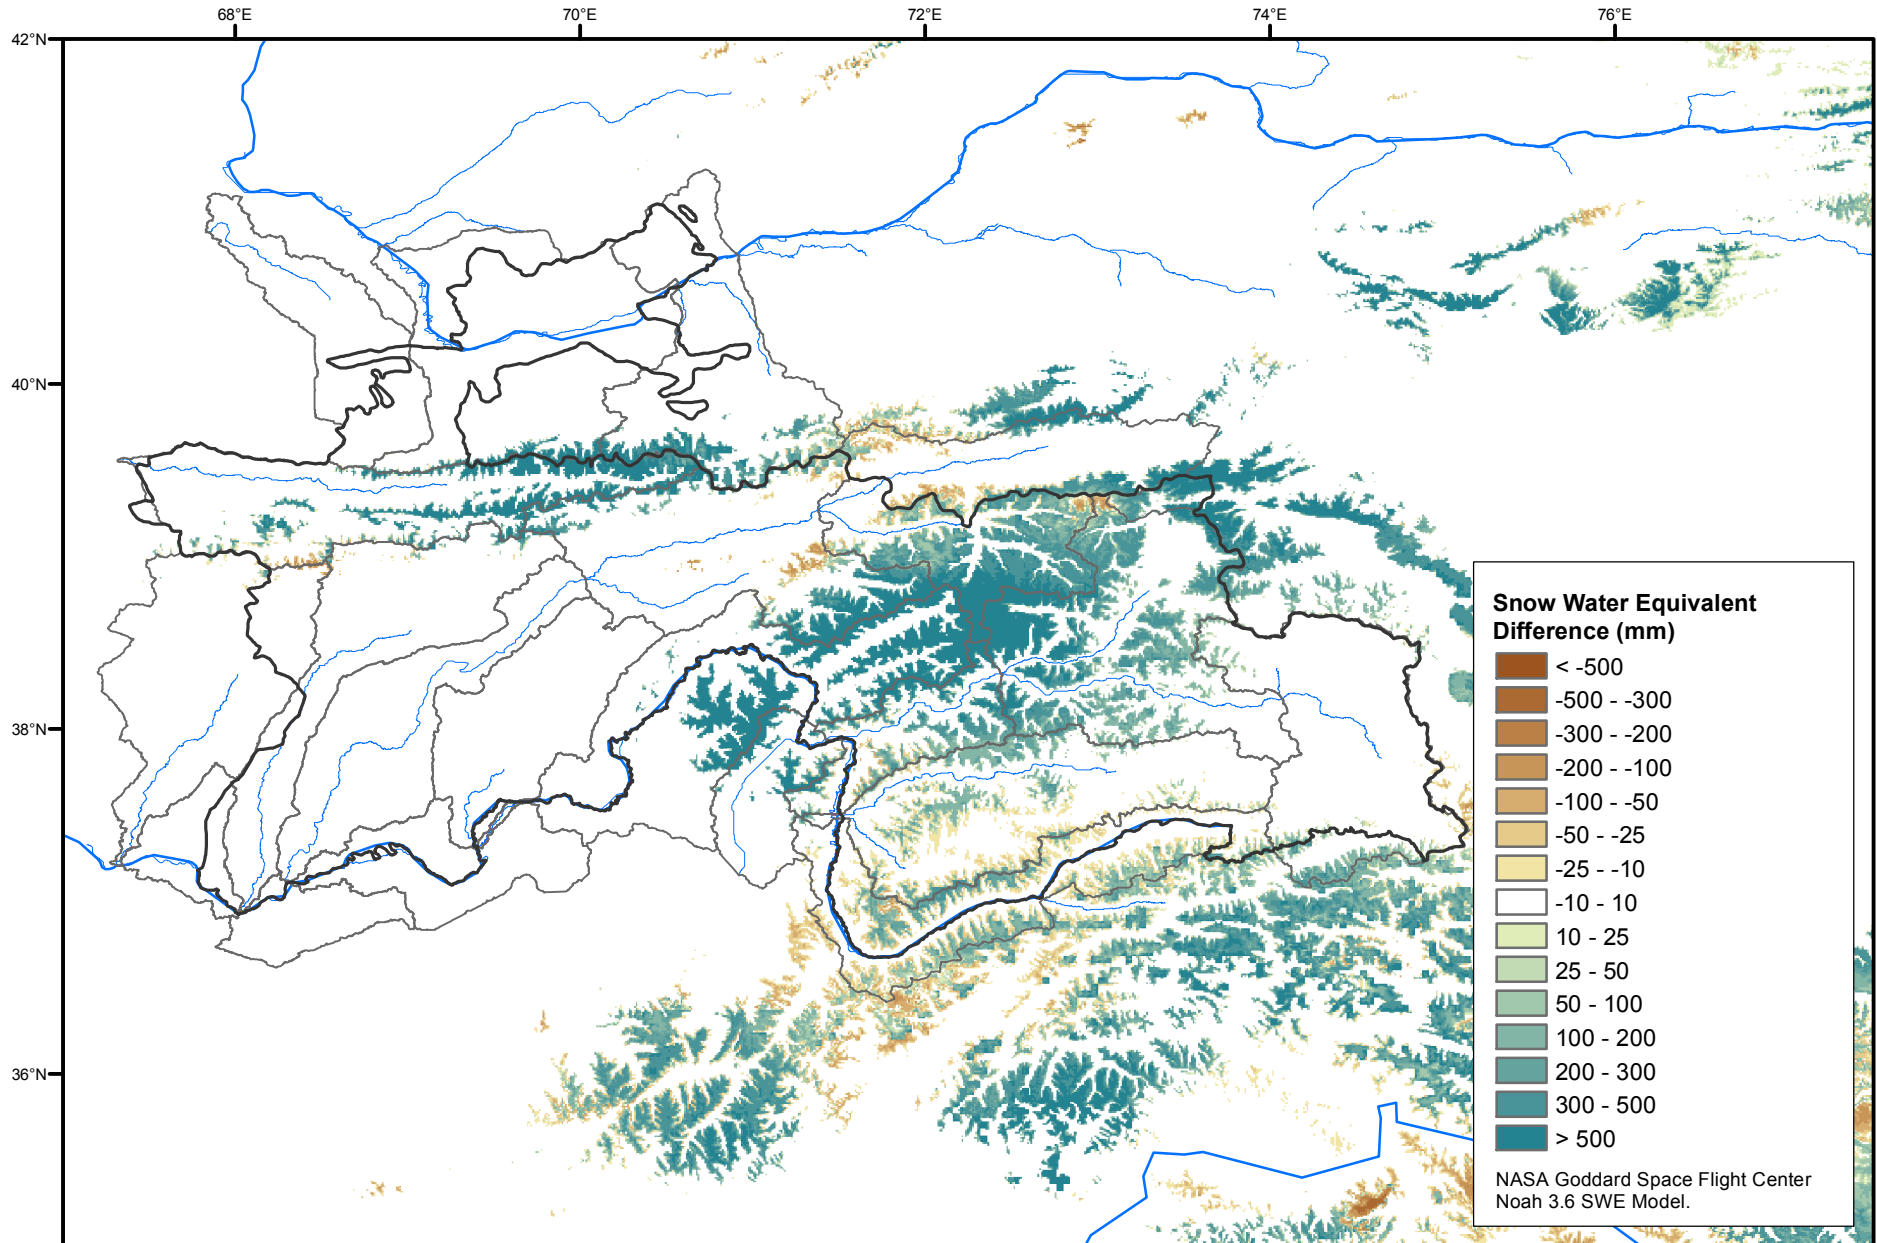 68°E 70°E 72°E 74°E 76°E
42°N
40°N
38°N
36°N
Snow Water Equivalent
Difference (mm)
< -500
-500 - -300
-300 - -200
-200 - -100
-100 - -50
-50 - -25
-25 - -10
-10 - 10
10 - 25
25 - 50
50 - 100
100 - 200
200 - 300
300 - 500
> 500
NASA Goddard Space Flight Center
Noah 3.6 SWE Model.